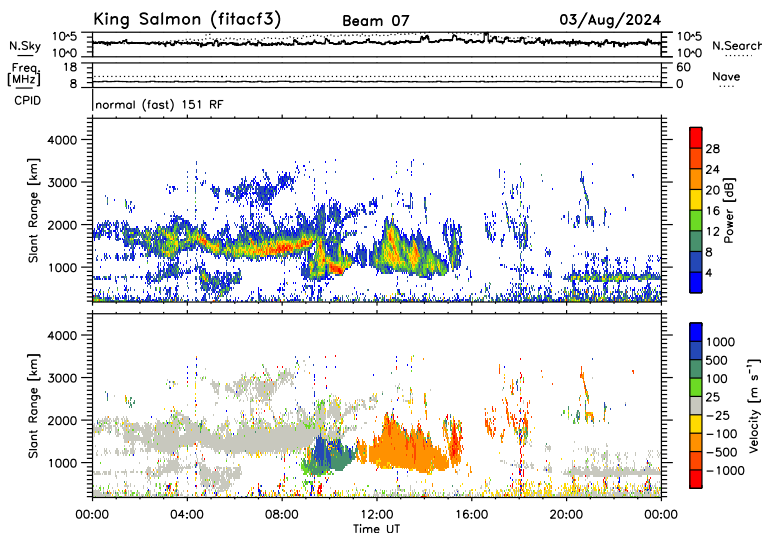 King Salmon (fitacf3) Beam 07 03/Aug/2024
N.Sky 10+5 10+0 10+5 10+0 N.Search
Freq. [MHz] 18 8 60 0 Nave
CPID normal (fast) 151 RF
Slant Range [km] 4000 3000 2000 1000
Power [dB] 28 24 20 16 12 8 4
Slant Range [km] 4000 3000 2000 1000
Velocity [m s-1] 1000 500 100 25 -25 -100 -500 -1000
00:00 04:00 08:00 12:00 16:00 20:00 00:00
Time UT